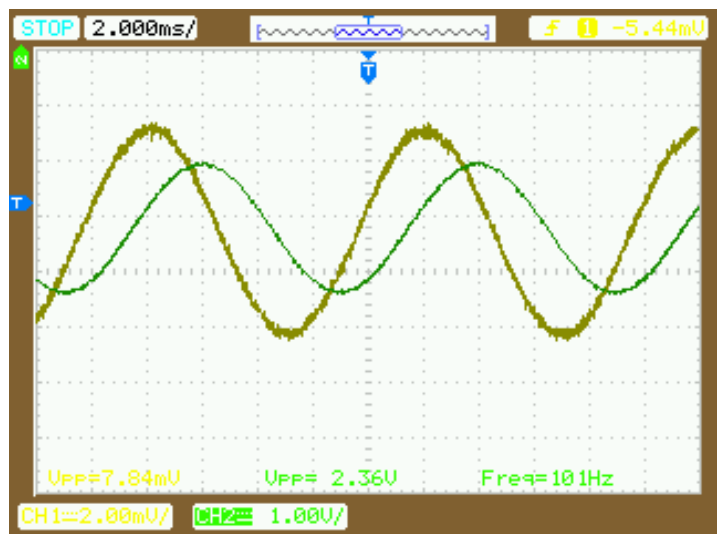 STOP 2.000ms/ T f 1 -5.44mV
2
T
T
Vpp=7.84mV Vpp= 2.36V Freq=101Hz
CH1 2.00mV/ CH2 1.00V/